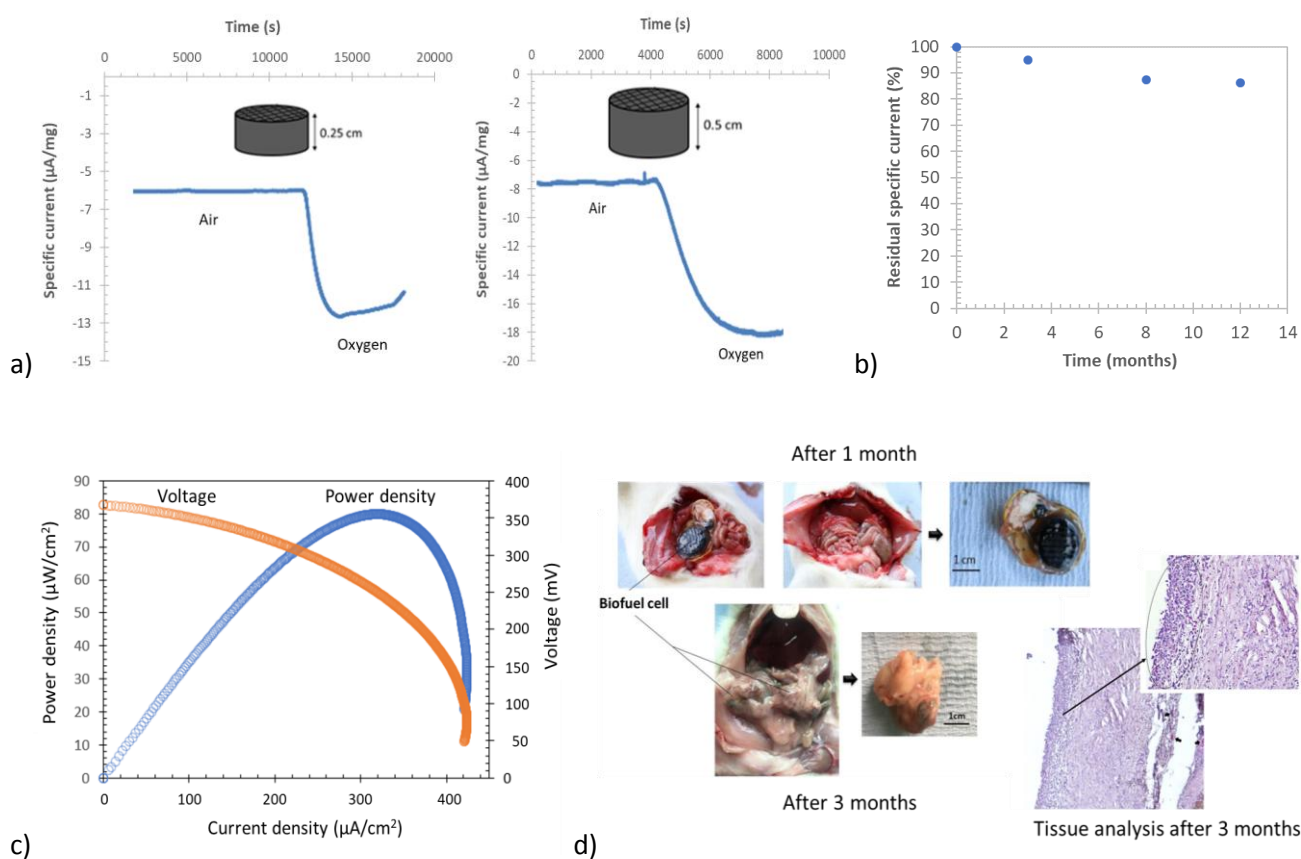 Time (s)
0 5000 10000 15000 20000
-1
-3
-5
-7
-9
-11
-13
-15
Specific current (µA/mg)
0.25 cm
Air
Oxygen
a)
Time (s)
0 2000 4000 6000 8000 10000
0
-2
-4
-6
-8
-10
-12
-14
-16
-18
-20
Specific current (µA/mg)
0.5 cm
Air
Oxygen
100
90
80
70
60
50
40
30
20
10
0
Residual specific current (%)
0 2 4 6 8 10 12 14
Time (months)
b)
90
80
70
60
50
40
30
20
10
0
Power density (µW/cm²)
Voltage
Power density
400
350
300
250
200
150
100
50
0
Voltage (mV)
0 100 200 300 400
Current density (µA/cm²)
c)
After 1 month
1 cm
Biofuel cell
1cm
After 3 months
Tissue analysis after 3 months
d)